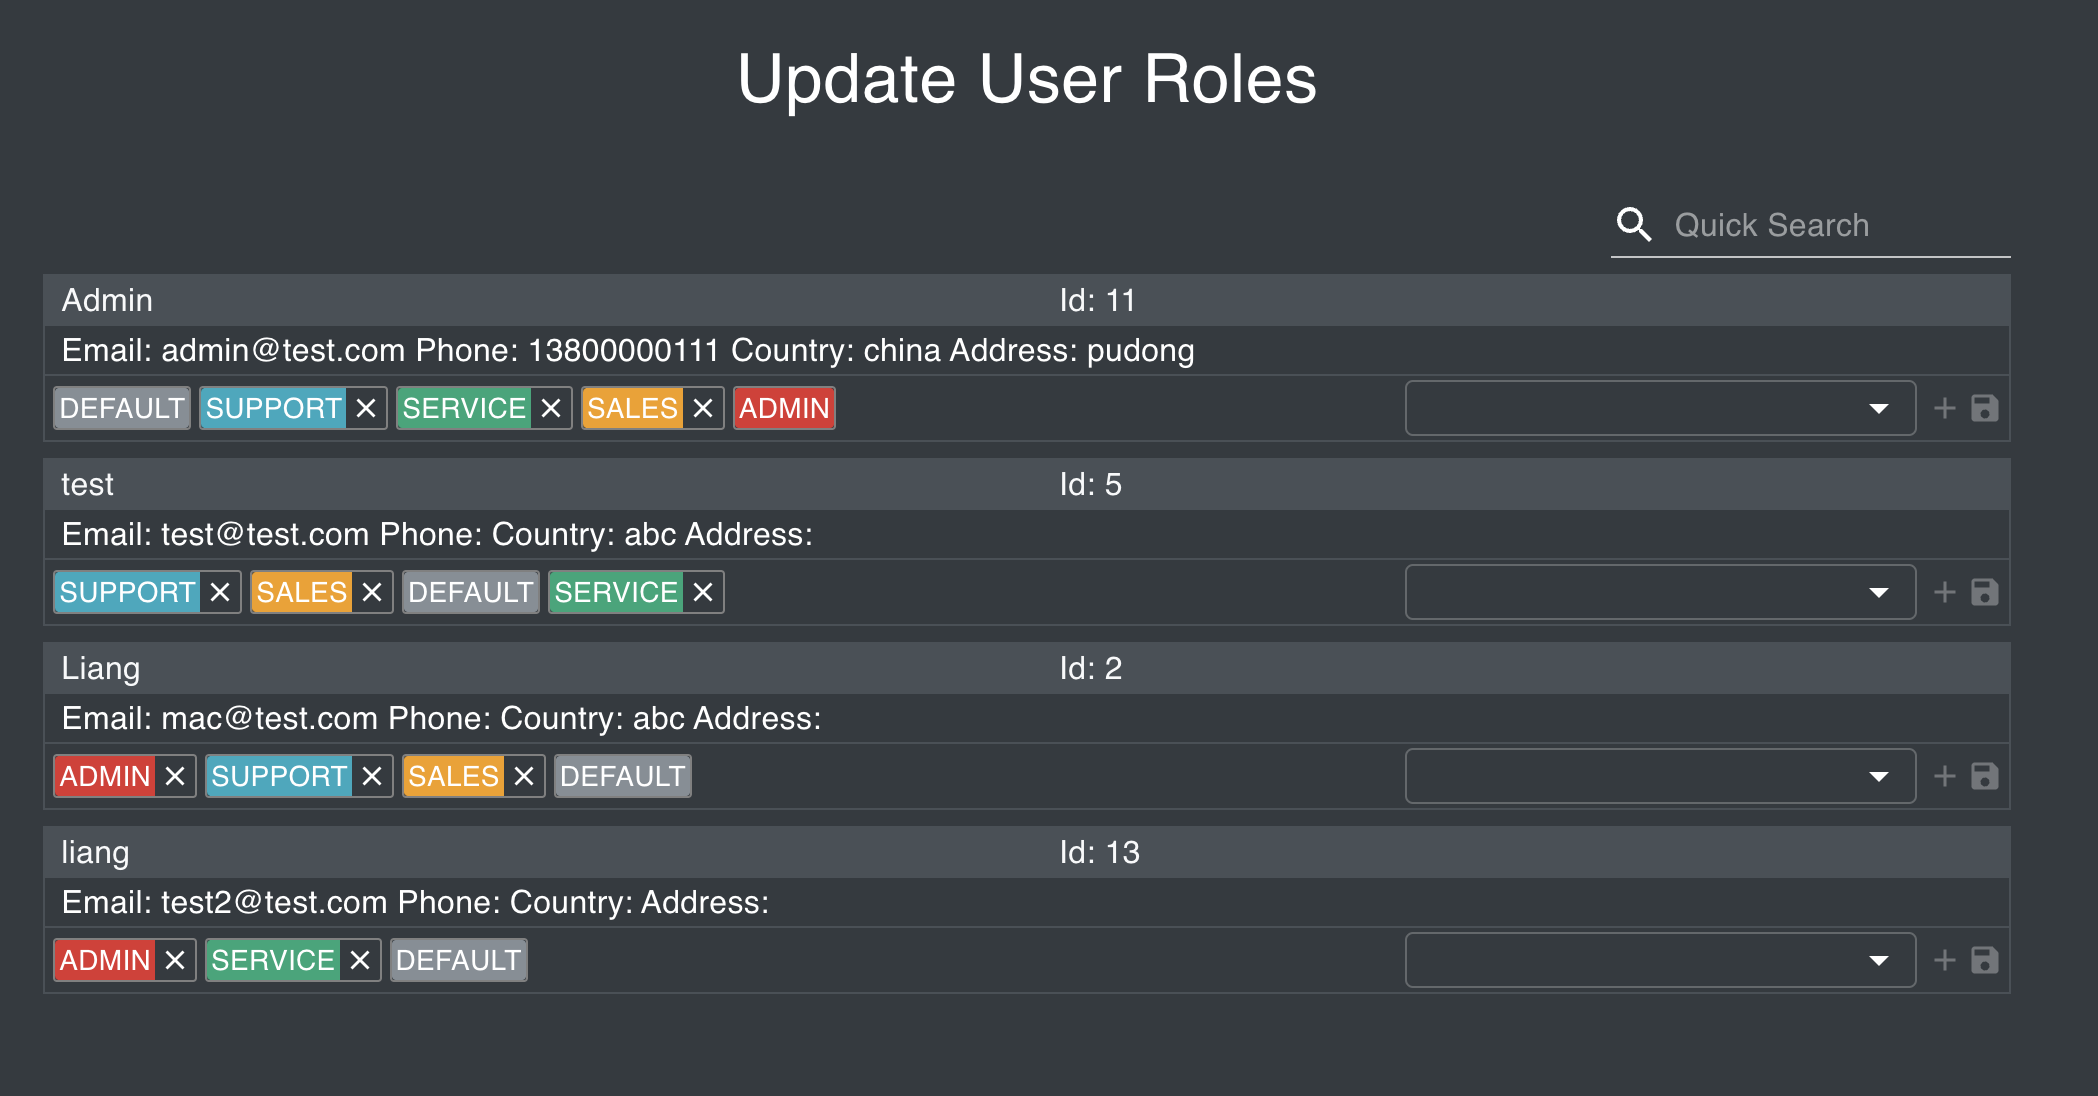 Update User Roles
Quick Search
Admin Id: 11
Email: admin@test.com Phone: 13800000111 Country: china Address: pudong
DEFAULT SUPPORT SERVICE SALES ADMIN
test Id: 5
Email: test@test.com Phone: Country: abc Address:
SUPPORT SALES DEFAULT SERVICE
Liang Id: 2
Email: mac@test.com Phone: Country: abc Address:
ADMIN SUPPORT SALES DEFAULT
liang Id: 13
Email: test2@test.com Phone: Country: Address:
ADMIN SERVICE DEFAULT